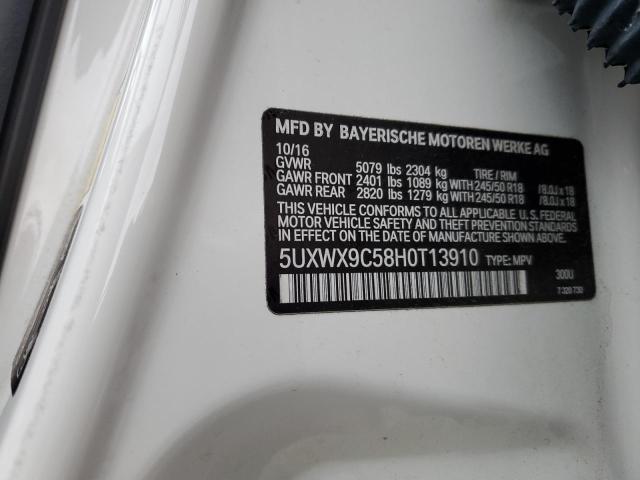 MFD BY BAYERISCHE MOTOREN WERKE AG
10/16
GVWR 5079 lbs 2304 kg TIRE / RIM
GAWR FRONT 2401 lbs 1089 kg WITH 245/50 R18 / 8.0J x 18
GAWR REAR 2820 lbs 1279 kg WITH 245/50 R18 / 8.0J x 18
THIS VEHICLE CONFORMS TO ALL APPLICABLE U. S. FEDERAL
MOTOR VEHICLE SAFETY AND THEFT PREVENTION STANDARDS
IN EFFECT ON THE DATE OF MANUFACTURE SHOWN ABOVE.
5UXWX9C58H0T13910 TYPE: MPV
300U
7 320 730